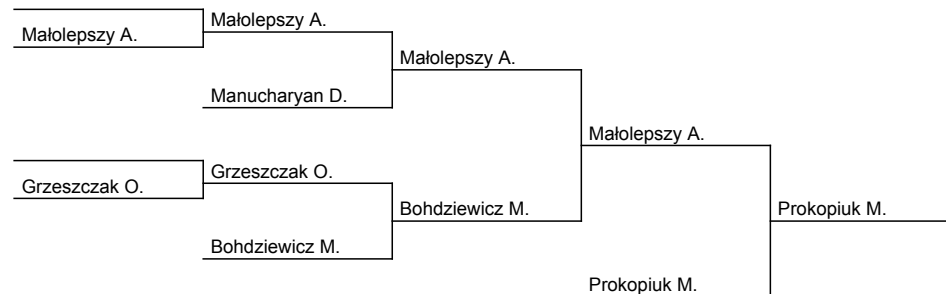 Małolepszy A.
Małolepszy A.
Małolepszy A.
Manucharyan D.
Małolepszy A.
Grzeszczak O.
Grzeszczak O.
Bohdziewicz M.
Prokopiuk M.
Bohdziewicz M.
Prokopiuk M.